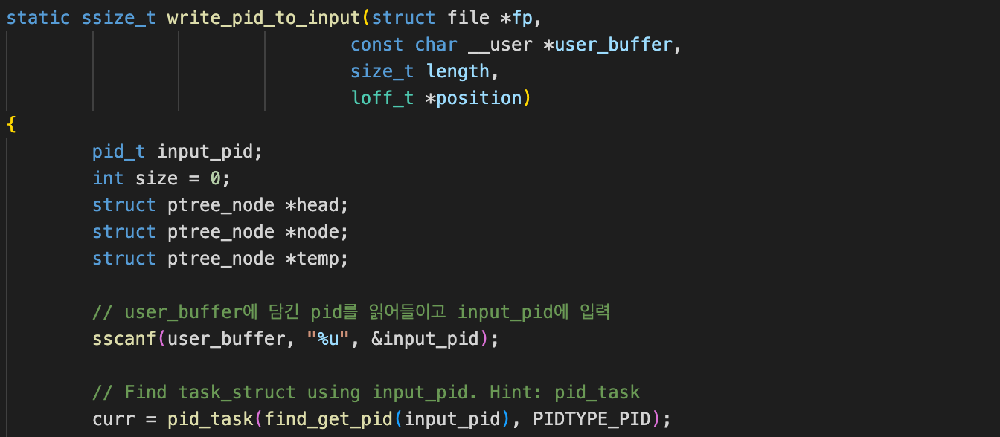 static ssize_t write_pid_to_input(struct file *fp,
const char __user *user_buffer,
size_t length,
loff_t *position)
{
pid_t input_pid;
int size = 0;
struct ptree_node *head;
struct ptree_node *node;
struct ptree_node *temp;
// user_buffer에 담긴 pid를 읽어들이고 input_pid에 입력
sscanf(user_buffer, "%u", &input_pid);
// Find task_struct using input_pid. Hint: pid_task
curr = pid_task(find_get_pid(input_pid), PIDTYPE_PID);